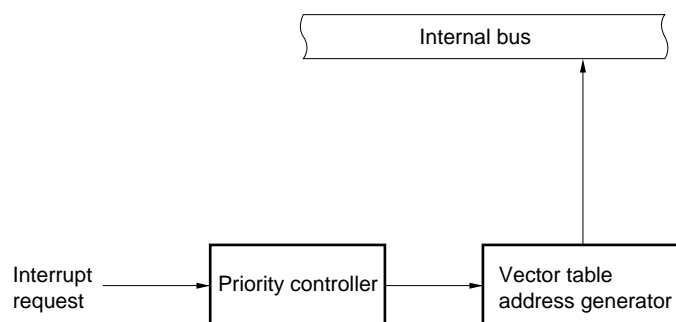 Internal bus
Interrupt
request
Priority controller
Vector table
address generator